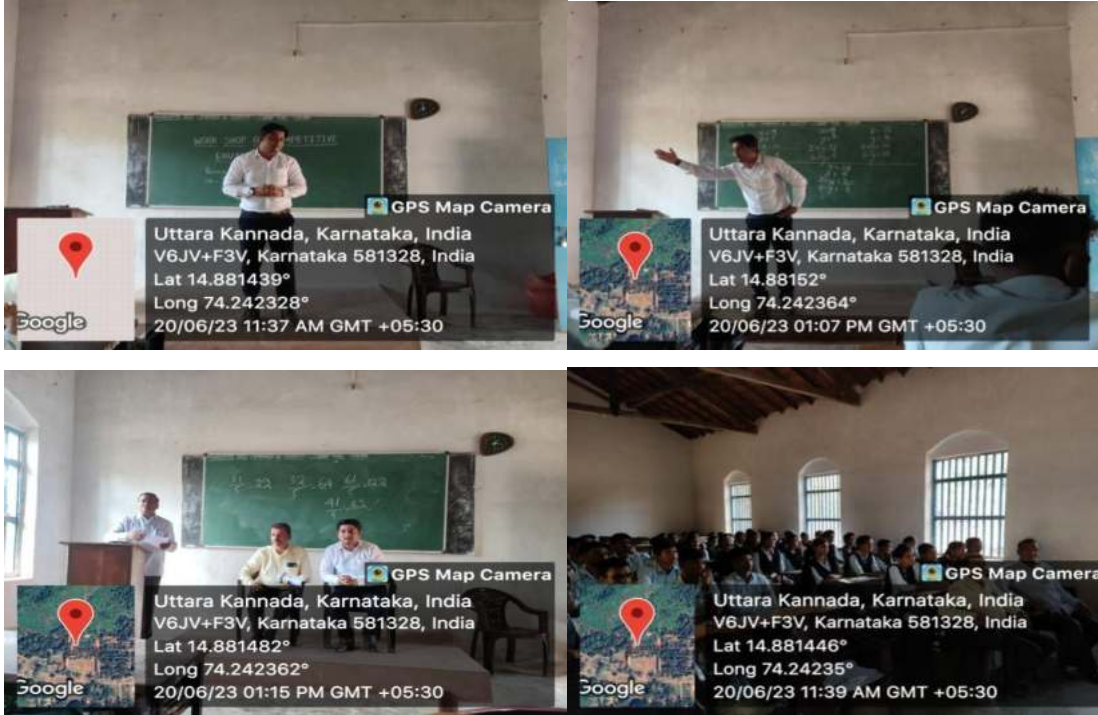 WORK SHOP ON COMPETITIVE
GPS Map Camera
Uttara Kannada, Karnataka, India
V6JV+F3V, Karnataka 581328, India
Lat 14.881439°
Long 74.242328°
20/06/23 11:37 AM GMT +05:30
Google
GPS Map Camera
Uttara Kannada, Karnataka, India
V6JV+F3V, Karnataka 581328, India
Lat 14.88152°
Long 74.242364°
20/06/23 01:07 PM GMT +05:30
Google
GPS Map Camera
Uttara Kannada, Karnataka, India
V6JV+F3V, Karnataka 581328, India
Lat 14.881482°
Long 74.242362°
20/06/23 01:15 PM GMT +05:30
Google
GPS Map Camera
Uttara Kannada, Karnataka, India
V6JV+F3V, Karnataka 581328, India
Lat 14.881446°
Long 74.24235°
20/06/23 11:39 AM GMT +05:30
Google